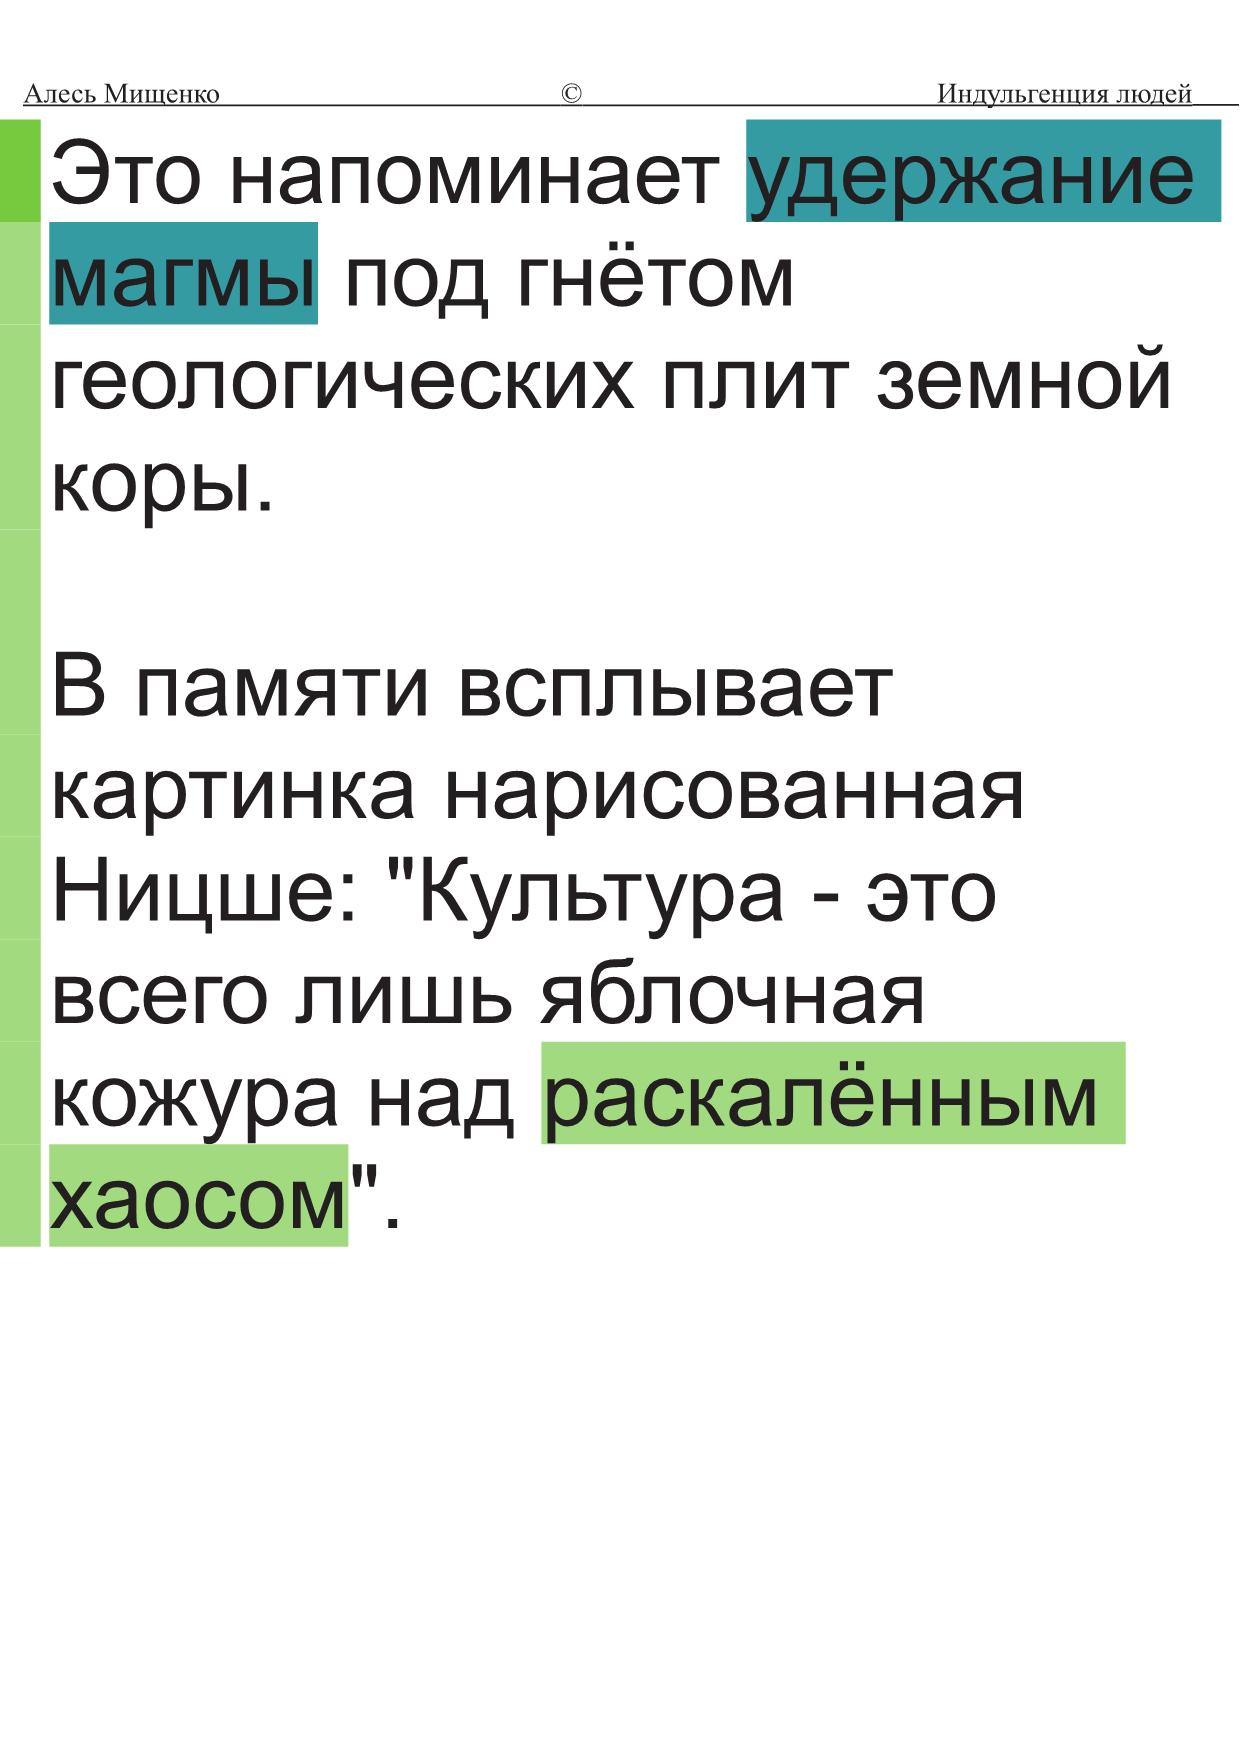 Алесь Мищенко © Индульгенция людей
Это напоминает удержание
магмы под гнётом
геологических плит земной
коры.
В памяти всплывает
картинка нарисованная
Ницше: "Культура - это
всего лишь яблочная
кожура над раскалённым
хаосом".